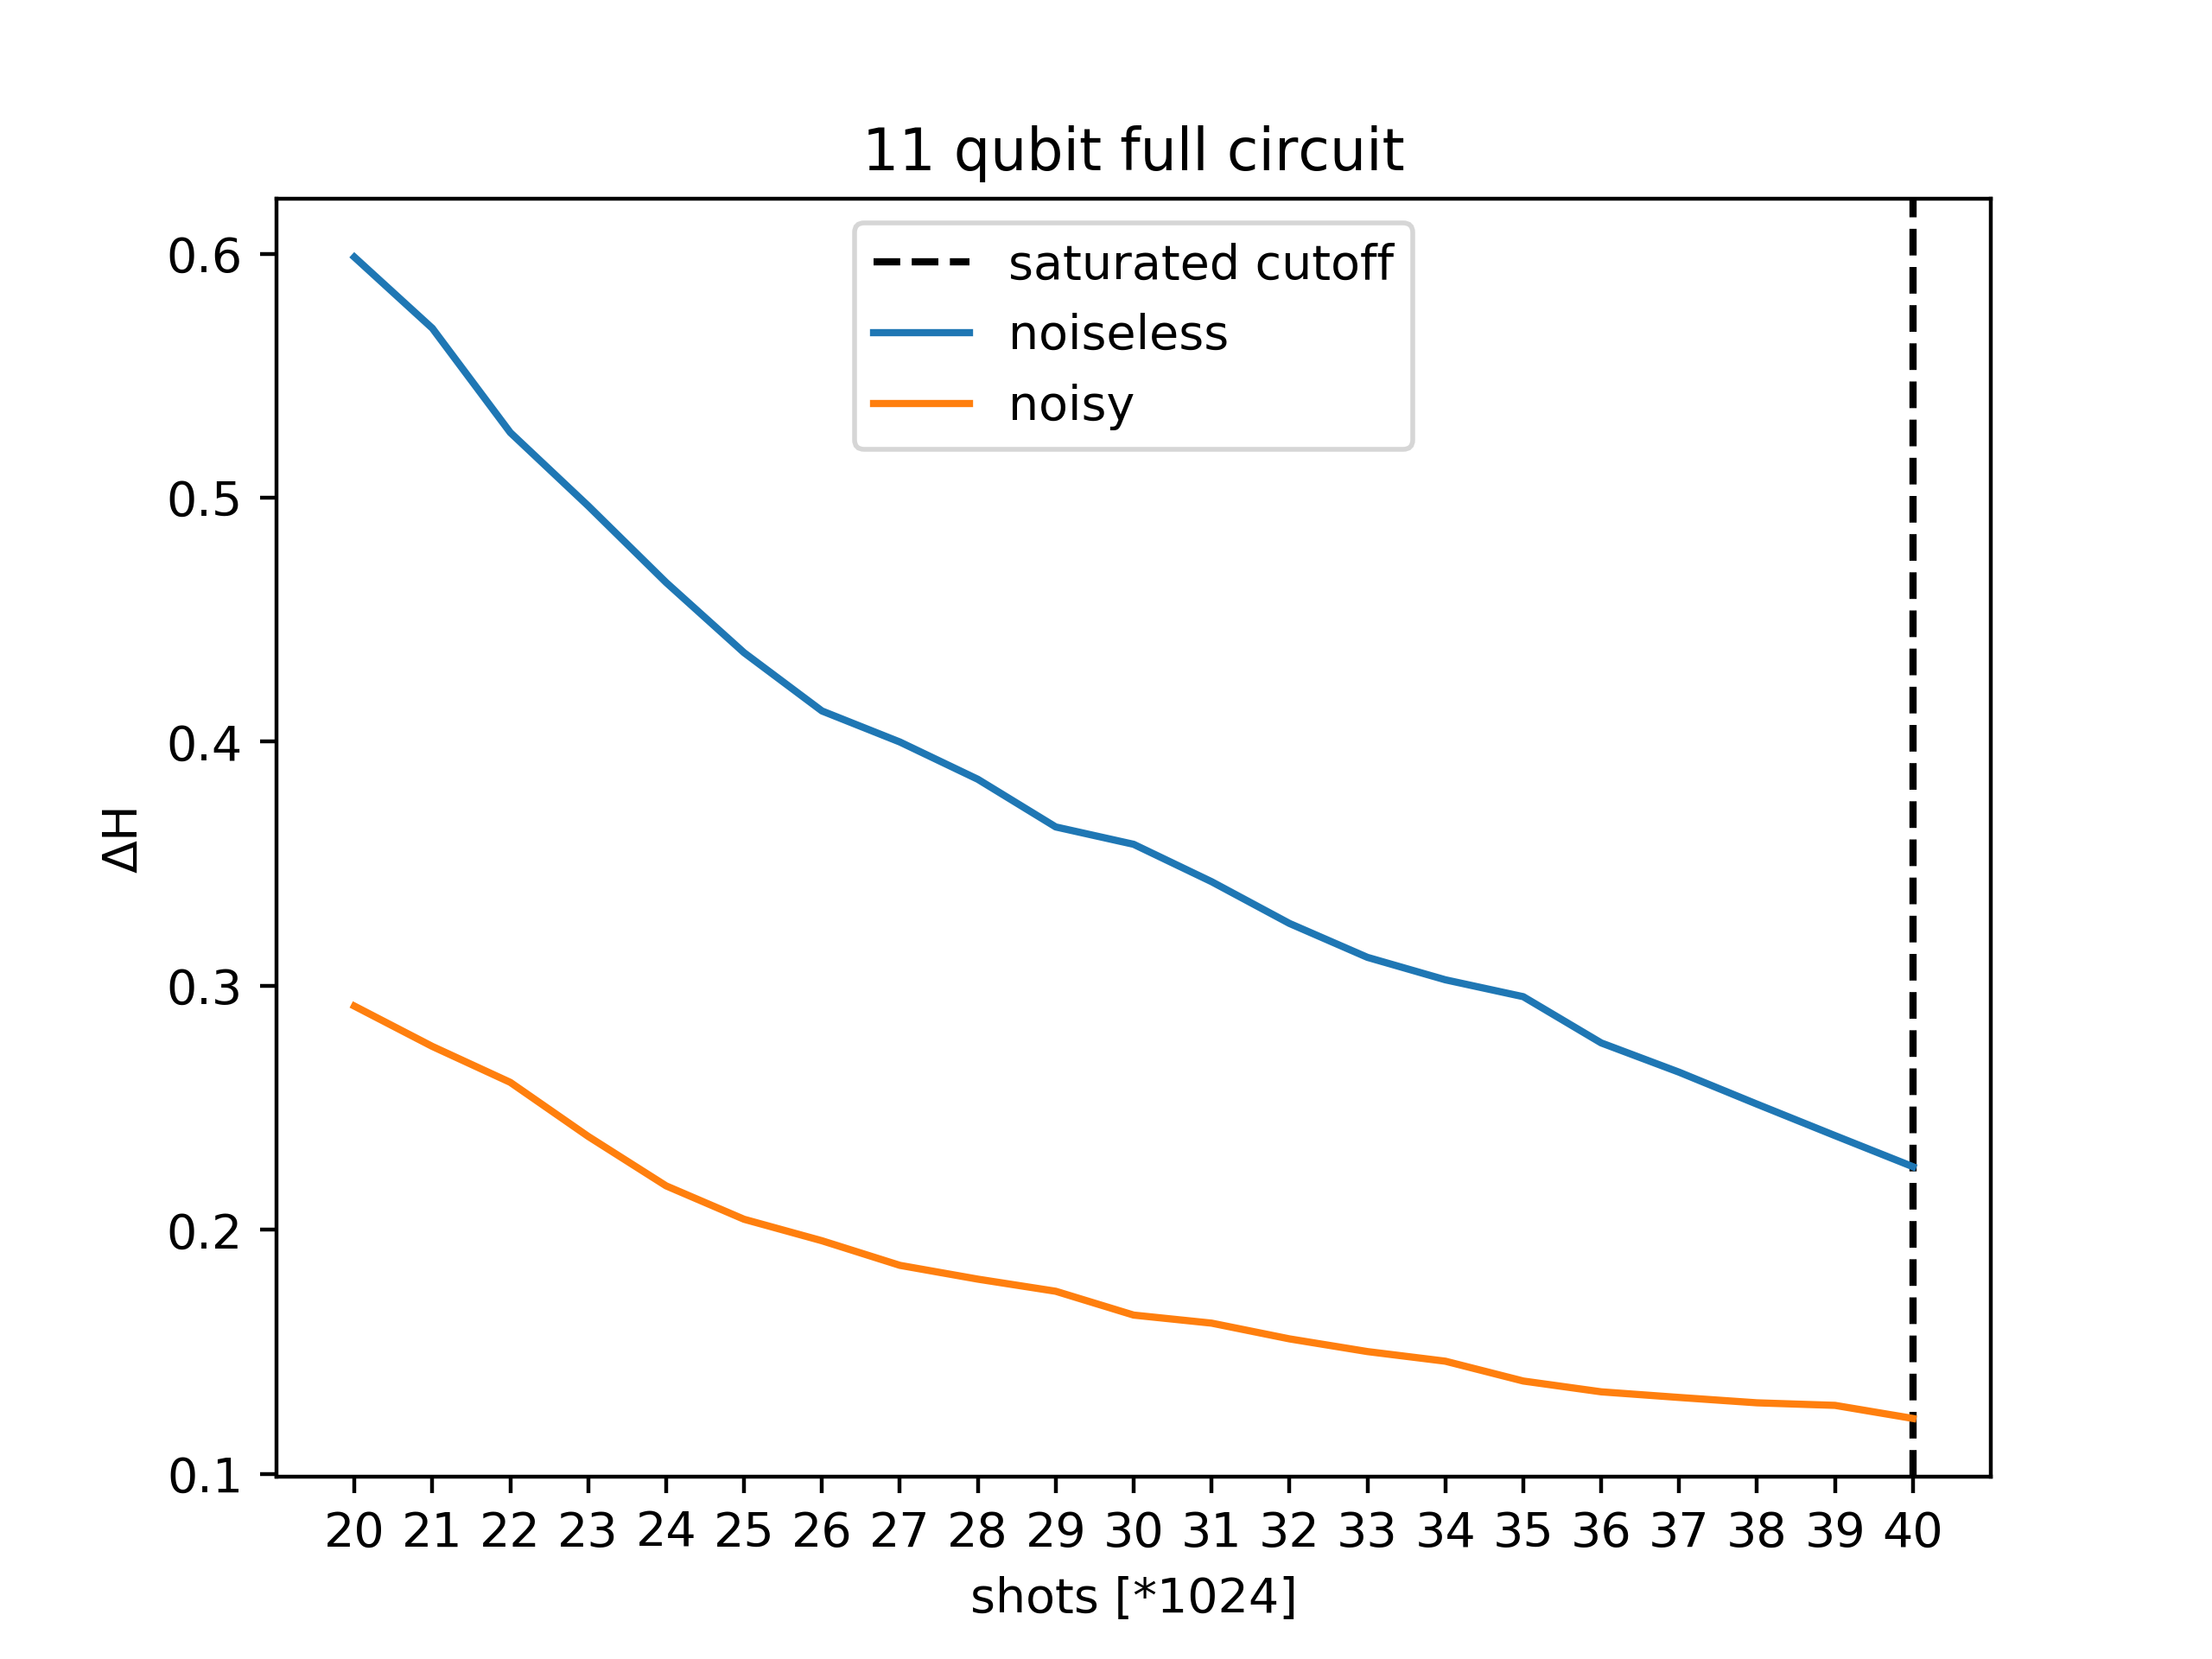 11 qubit full circuit
saturated cutoff
noiseless
noisy
0.6
0.5
0.4
0.3
0.2
0.1
ΔH
20 21 22 23 24 25 26 27 28 29 30 31 32 33 34 35 36 37 38 39 40
shots [*1024]